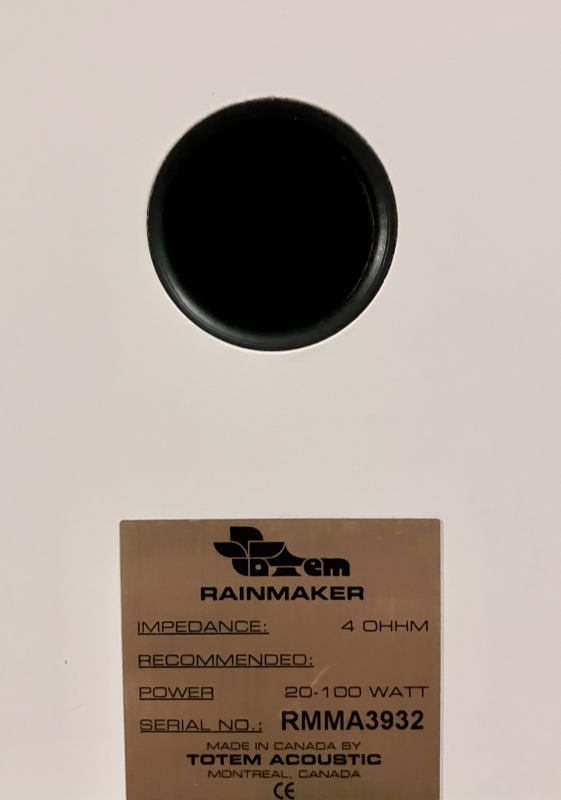 Totem
RAINMAKER
IMPEDANCE: 4 OHHM
RECOMMENDED:
POWER 20-100 WATT
SERIAL NO.: RMMA3932
MADE IN CANADA BY
TOTEM ACOUSTIC
MONTREAL, CANADA
CE